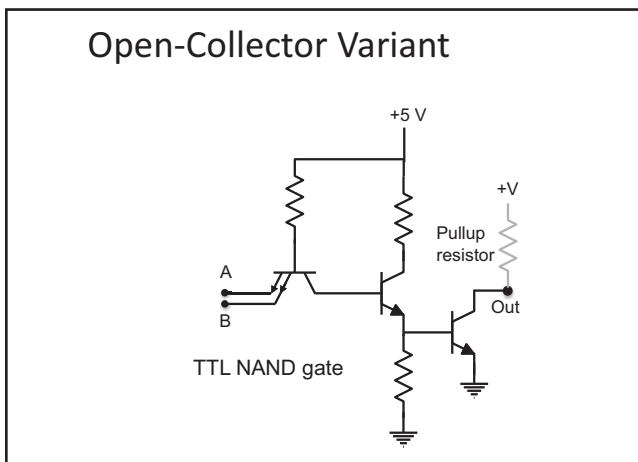 Open-Collector Variant
+5 V
+V
Pullup
resistor
A
B
Out
TTL NAND gate